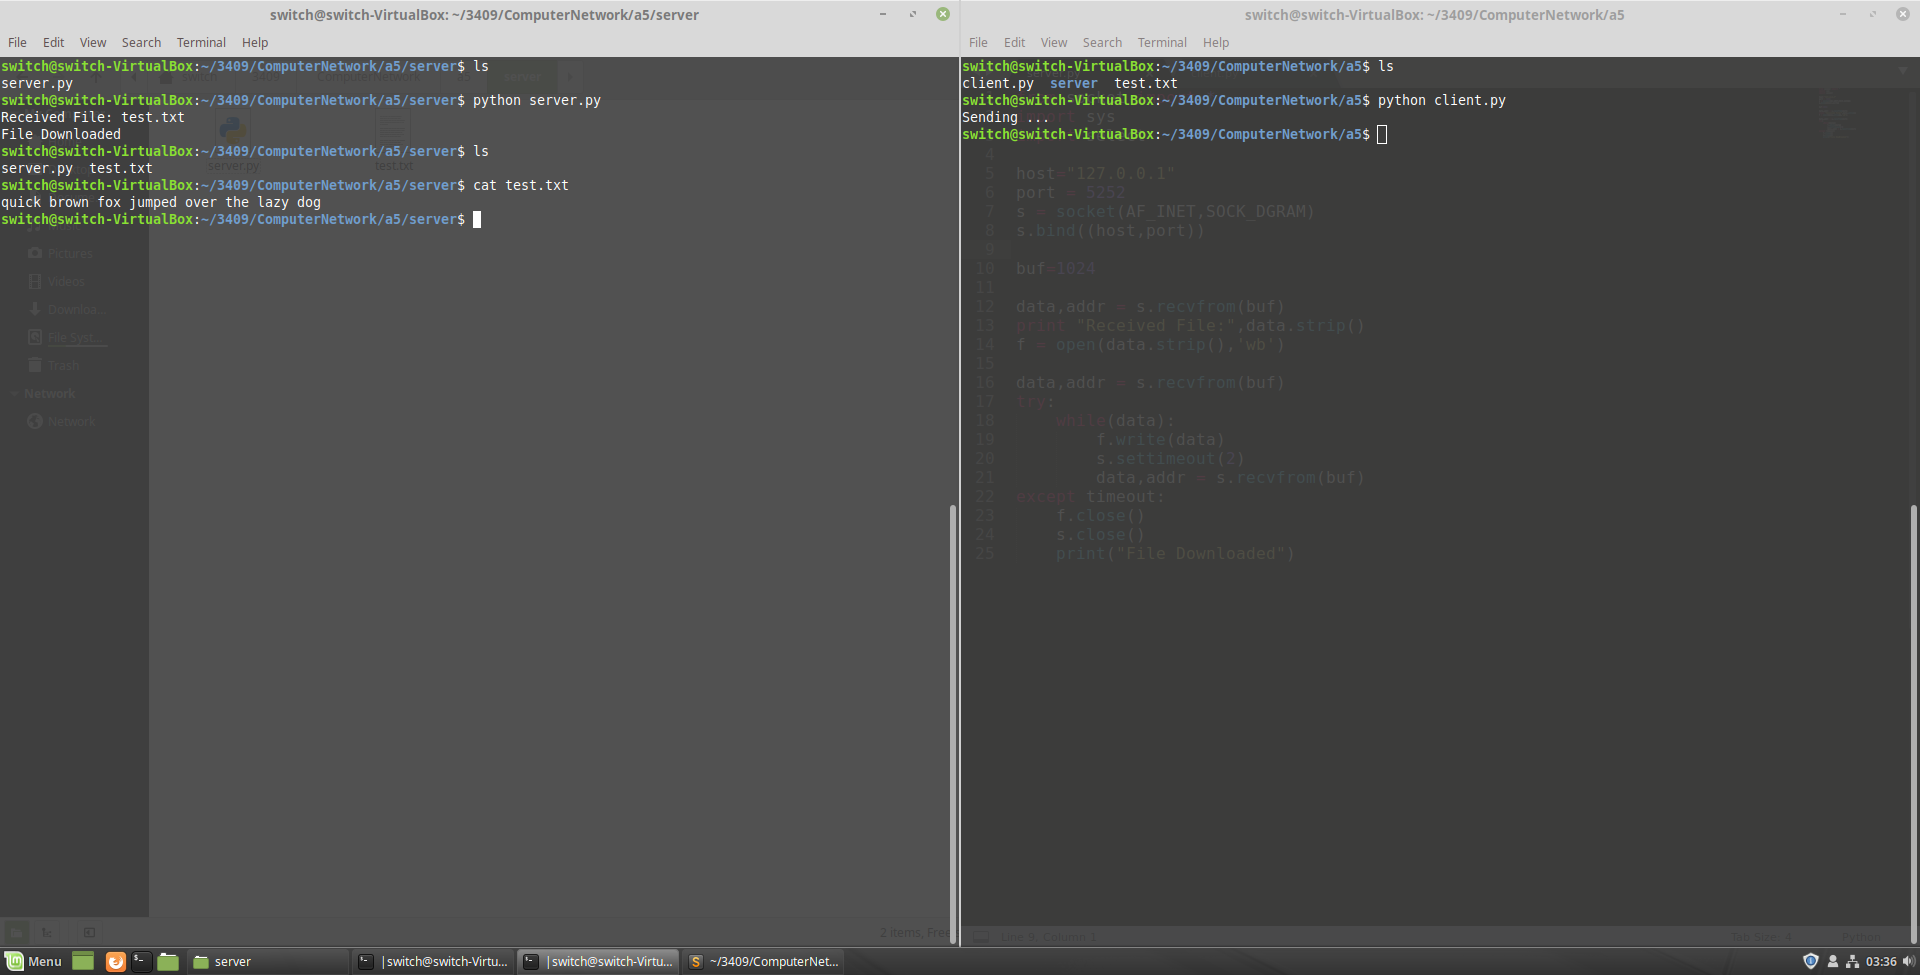 switch@switch-VirtualBox: ~/3409/ComputerNetwork/a5/server
File Edit View Search Terminal Help
switch@switch-VirtualBox:~/3409/ComputerNetwork/a5/server$ ls
server.py
switch@switch-VirtualBox:~/3409/ComputerNetwork/a5/server$ python server.py
Received File: test.txt
File Downloaded
switch@switch-VirtualBox:~/3409/ComputerNetwork/a5/server$ ls
server.py test.txt
switch@switch-VirtualBox:~/3409/ComputerNetwork/a5/server$ cat test.txt
quick brown fox jumped over the lazy dog
switch@switch-VirtualBox:~/3409/ComputerNetwork/a5/server$
server.py test.txt
Pictures
Videos
Downloa...
File Syst...
Trash
Network
Network
2 items, Free
switch@switch-VirtualBox: ~/3409/ComputerNetwork/a5
File Edit View Search Terminal Help
switch@switch-VirtualBox:~/3409/ComputerNetwork/a5$ ls
client.py server test.txt
switch@switch-VirtualBox:~/3409/ComputerNetwork/a5$ python client.py
Sending ...
switch@switch-VirtualBox:~/3409/ComputerNetwork/a5$
4
5 host="127.0.0.1"
6 port = 5252
7 s = socket(AF_INET,SOCK_DGRAM)
8 s.bind((host,port))
9
10 buf=1024
11
12 data,addr = s.recvfrom(buf)
13 print "Received File:",data.strip()
14 f = open(data.strip(),'wb')
15
16 data,addr = s.recvfrom(buf)
17 try:
18 while(data):
19 f.write(data)
20 s.settimeout(2)
21 data,addr = s.recvfrom(buf)
22 except timeout:
23 f.close()
24 s.close()
25 print("File Downloaded")
Line 9, Column 1 Tab Size: 4 Python
Menu server |switch@switch-Virtu... |switch@switch-Virtu... ~/3409/ComputerNet... 03:36